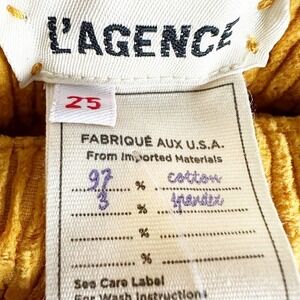 L'AGENCE
25
FABRIQUÉ AUX U.S.A.
From Imported Materials
97 % cotton
3 % spandex
%
%
See Care Label
For Wash Instructions